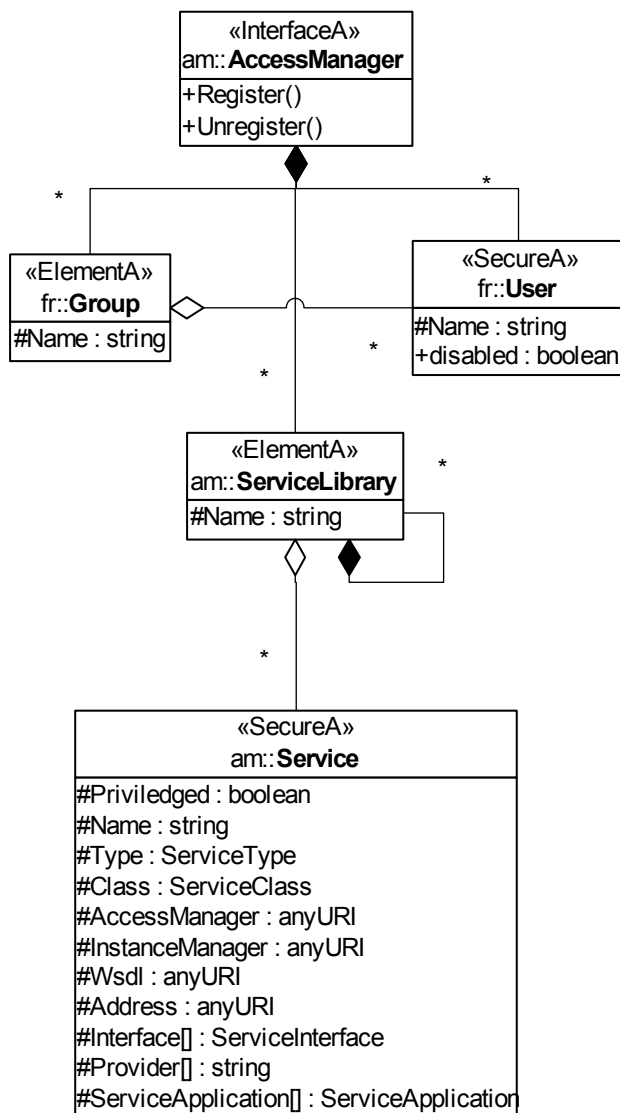 «InterfaceA»
am::AccessManager
+Register()
+Unregister()
*
*
«ElementA»
fr::Group
#Name : string
«SecureA»
fr::User
#Name : string
+disabled : boolean
*
*
«ElementA»
am::ServiceLibrary
#Name : string
*
*
«SecureA»
am::Service
#Priviledged : boolean
#Name : string
#Type : ServiceType
#Class : ServiceClass
#AccessManager : anyURI
#InstanceManager : anyURI
#Wsdl : anyURI
#Address : anyURI
#Interface[] : ServiceInterface
#Provider[] : string
#ServiceApplication[] : ServiceApplication